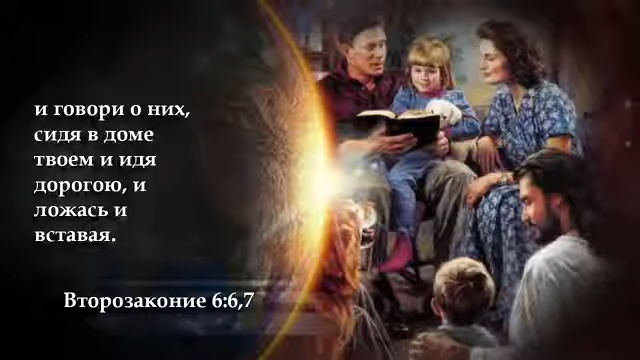 и говори о них,
сидя в доме
твоем и идя
дорогою, и
ложась и
вставая.
Второзаконие 6:6,7